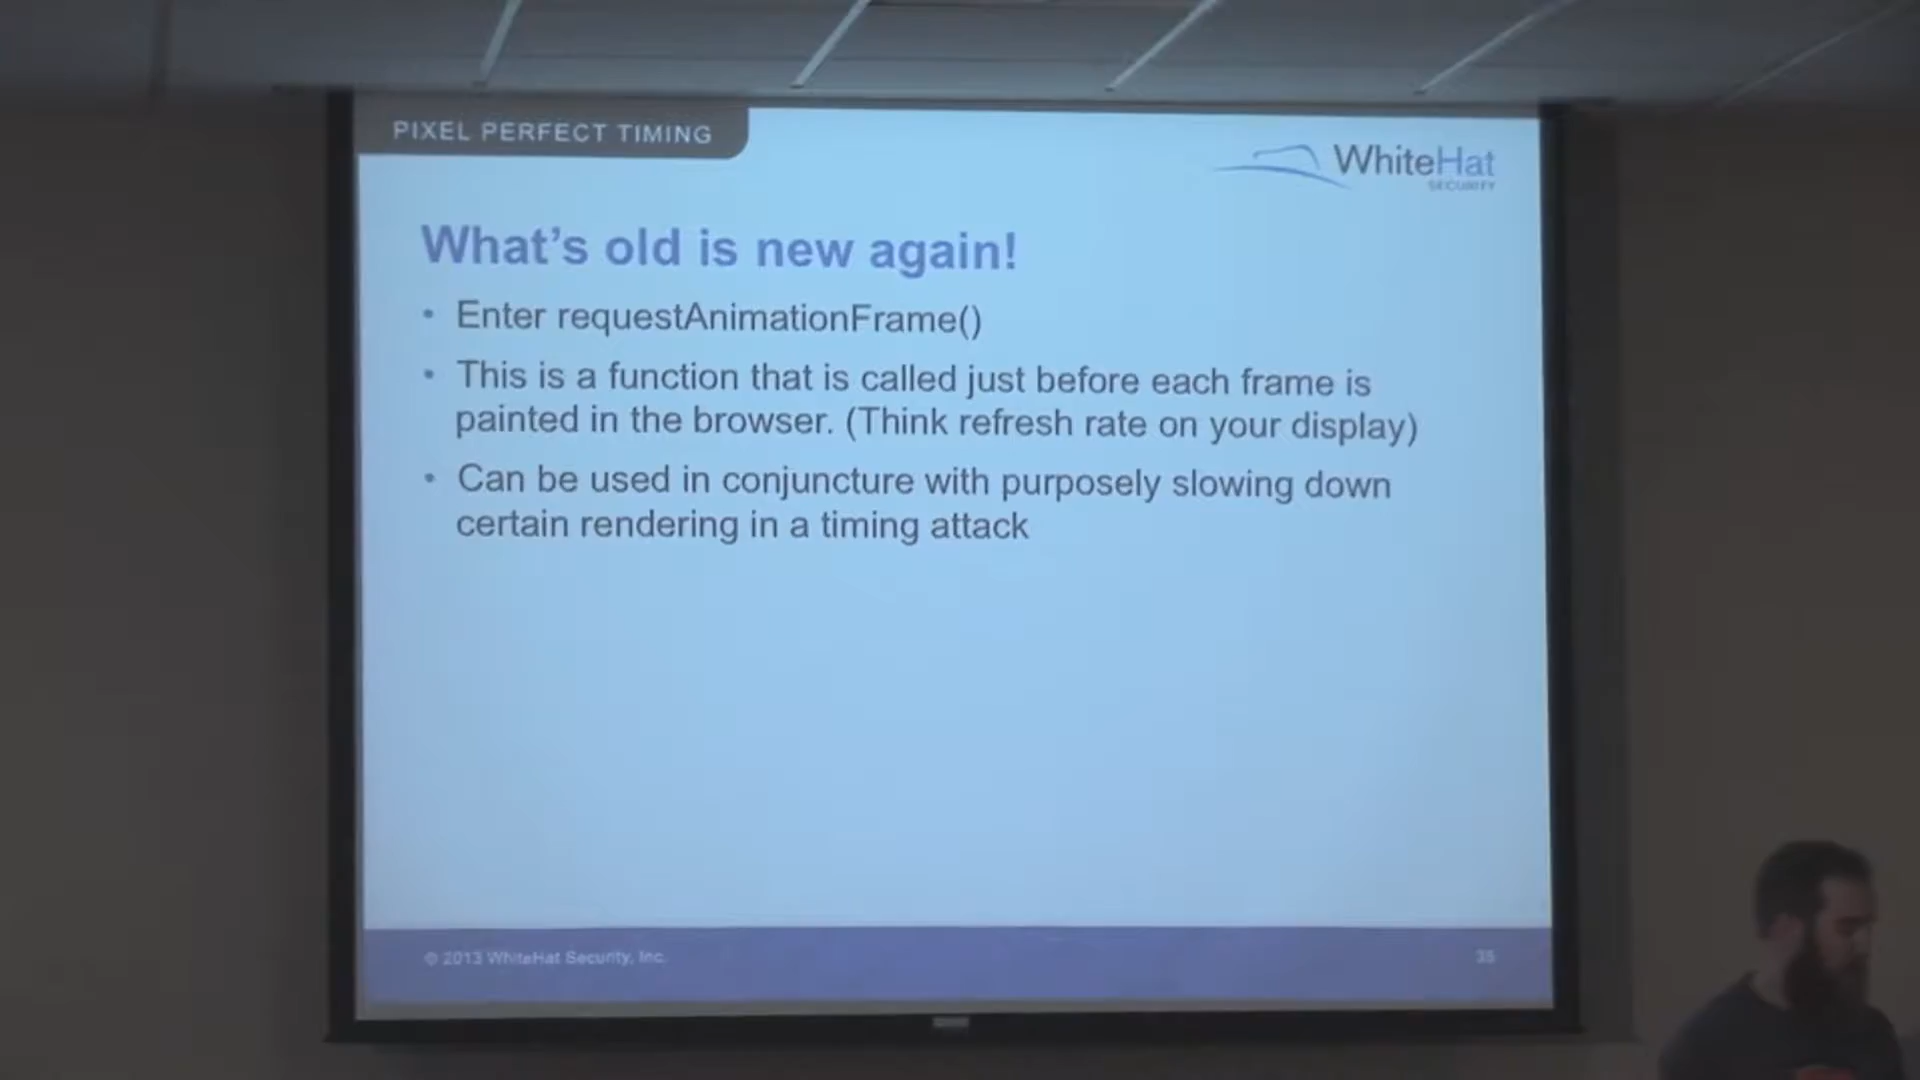 PIXEL PERFECT TIMING
WhiteHat
SECURITY
What's old is new again!
• Enter requestAnimationFrame()
• This is a function that is called just before each frame is
painted in the browser. (Think refresh rate on your display)
• Can be used in conjuncture with purposely slowing down
certain rendering in a timing attack
© 2013 WhiteHat Security, Inc.
35